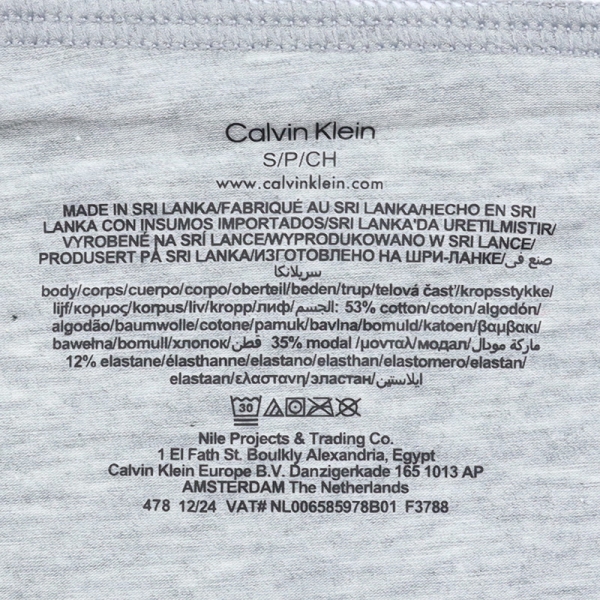 Calvin Klein
S/P/CH
www.calvinklein.com
MADE IN SRI LANKA/FABRIQUÉ AU SRI LANKA/HECHO EN SRI
LANKA CON INSUMOS IMPORTADOS/SRI LANKA'DA URETILMISTIR/
VYROBENÉ NA SRÍ LANCE/WYPRODUKOWANO W SRI LANCE/
PRODUSERT PÅ SRI LANKA/ИЗГОТОВЛЕНО НА ШРИ-ЛАНКЕ/صنع في
سريلانكا
body/corps/cuerpo/corpo/oberteil/beden/trup/telová časť/kropsstykke/
lijf/κορμος/korpus/liv/kropp/лиф/الجسم: 53% cotton/coton/algodón/
algodão/baumwolle/cotone/pamuk/bavlna/bomuld/katoen/βαμβακι/
bawełna/bomull/хлопок/قطن 35% modal /μονταλ/модал/ماركة مودال
12% elastane/élasthanne/elastano/elasthan/elastomero/elastan/
elastaan/ελαστανη/эластан/ايلاستين
30
Nile Projects & Trading Co.
1 El Fath St. Boulkly Alexandria, Egypt
Calvin Klein Europe B.V. Danzigerkade 165 1013 AP
AMSTERDAM The Netherlands
478 12/24 VAT# NL006585978B01 F3788